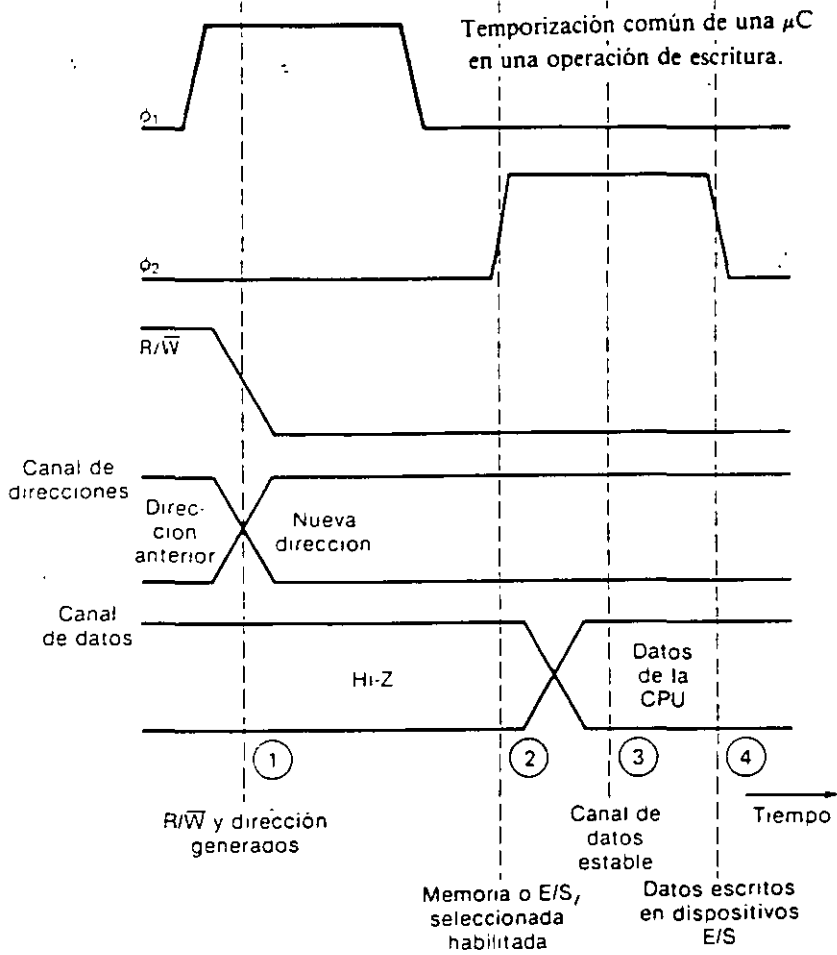 Temporización común de una μC
en una operación de escritura.
ϕ1
ϕ2
R/W̅
Canal de
direcciones
Direc-
cion
anterior
Nueva
direccion
Canal
de datos
Hi-Z
Datos
de la
CPU
1
2
3
4
Tiempo
R/W̅ y dirección
generados
Canal de
datos
estable
Memoria o E/S,
seleccionada
habilitada
Datos escritos
en dispositivos
E/S